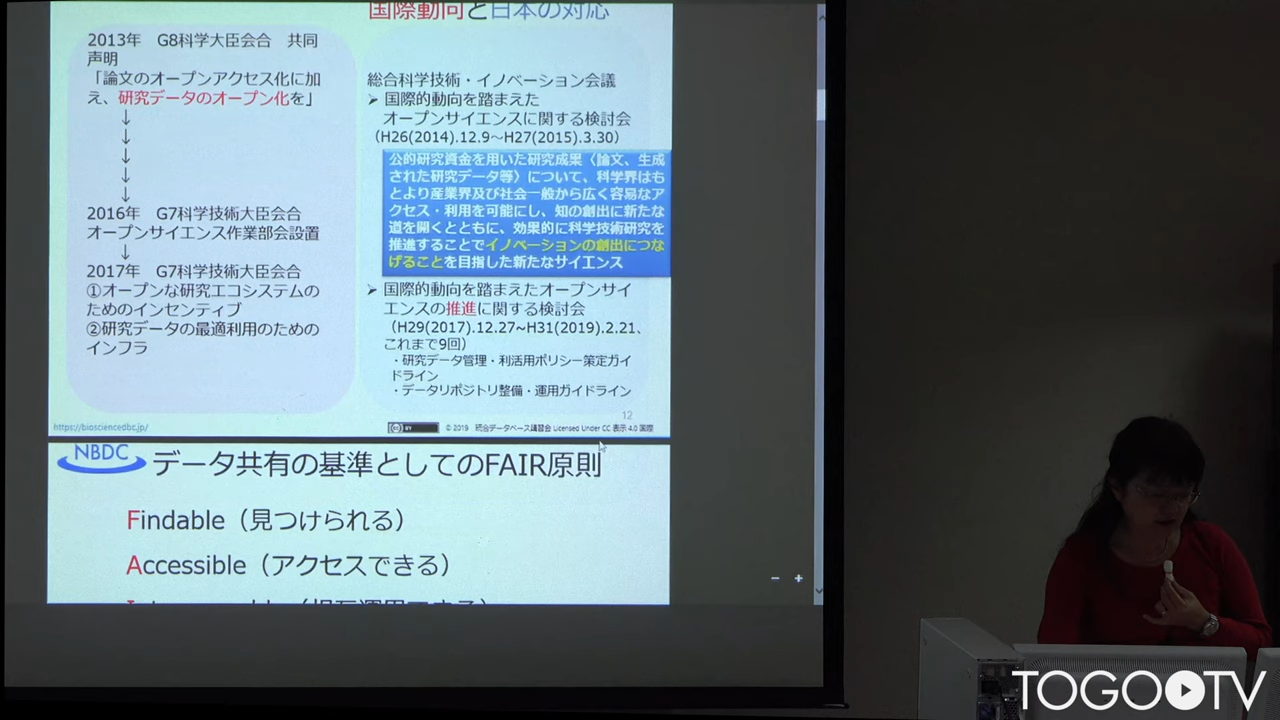 国際動向と日本の対応
2013年 G8科学大臣会合 共同
声明
「論文のオープンアクセス化に加
え、研究データのオープン化を」
↓
↓
↓
↓
↓
2016年 G7科学技術大臣会合
オープンサイエンス作業部会設置
↓
2017年 G7科学技術大臣会合
①オープンな研究エコシステムの
ためのインセンティブ
②研究データの最適利用のための
インフラ
総合科学技術・イノベーション会議
➤ 国際的動向を踏まえた
オープンサイエンスに関する検討会
（H26(2014).12.9～H27(2015).3.30）
公的研究資金を用いた研究成果（論文、生成
された研究データ等）について、科学界はも
とより産業界及び社会一般から広く容易なア
クセス・利用を可能にし、知の創出に新たな
道を開くとともに、効果的に科学技術研究を
推進することでイノベーションの創出につな
げることを目指した新たなサイエンス
➤ 国際的動向を踏まえたオープンサイ
エンスの推進に関する検討会
（H29(2017).12.27~H31(2019).2.21、
これまで9回）
・研究データ管理・利活用ポリシー策定ガイ
ドライン
・データリポジトリ整備・運用ガイドライン
12
https://biosciencedbc.jp/
cc BY © 2019 統合データベース講習会 Licensed Under CC 表示 4.0 国際
NBDC データ共有の基準としてのFAIR原則
Findable（見つけられる）
Accessible（アクセスできる）
TOGOTV